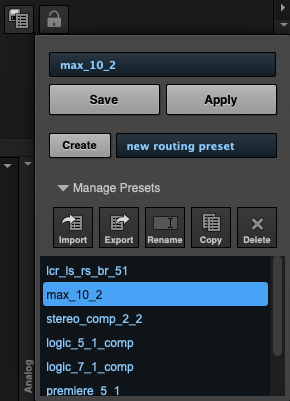 max_10_2
Save Apply
Create new routing preset
Manage Presets
Import Export Rename Copy Delete
lcr_ls_rs_br_51
max_10_2
stereo_comp_2_2
logic_5_1_comp
logic_7_1_comp
premiere_5_1
Analog